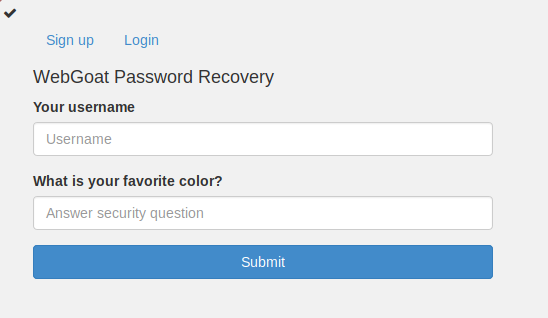 Sign up Login
WebGoat Password Recovery
Your username
Username
What is your favorite color?
Answer security question
Submit